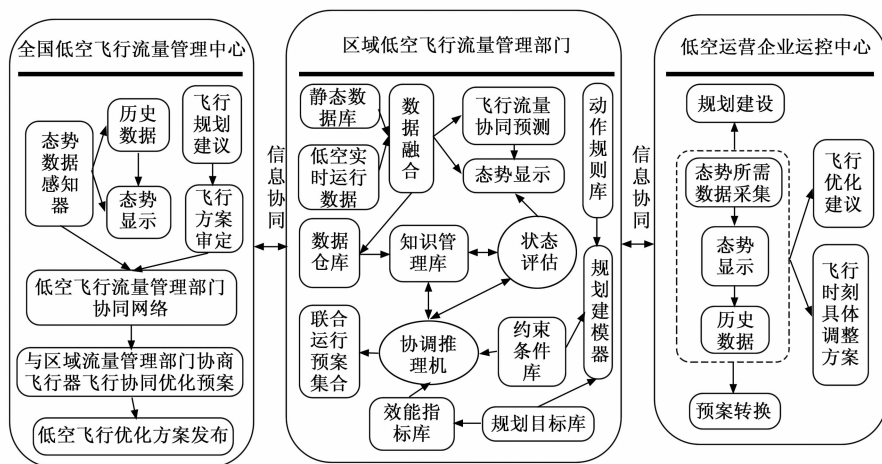 全国低空飞行流量管理中心
态势
数据
感知
器
历史
数据
态势
显示
飞行
规划
建议
飞行
方案
审定
低空飞行流量管理部门
协同网络
与区域流量管理部门协商
飞行器飞行协同优化预案
低空飞行优化方案发布
信息协同
区域低空飞行流量管理部门
静态数
据库
低空实
时运行
数据
数据融合
飞行流量
协同预测
态势显示
动作规则库
数据
仓库
知识管
理库
状态
评估
联合
运行
预案
集合
协调推
理机
约束
条件
库
规划建模器
效能指
标库
规划目标库
信息协同
低空运营企业运控中心
规划建设
态势所需
数据采集
态势
显示
历史
数据
飞行
优化
建议
飞行
时刻
具体
调整
方案
预案转换